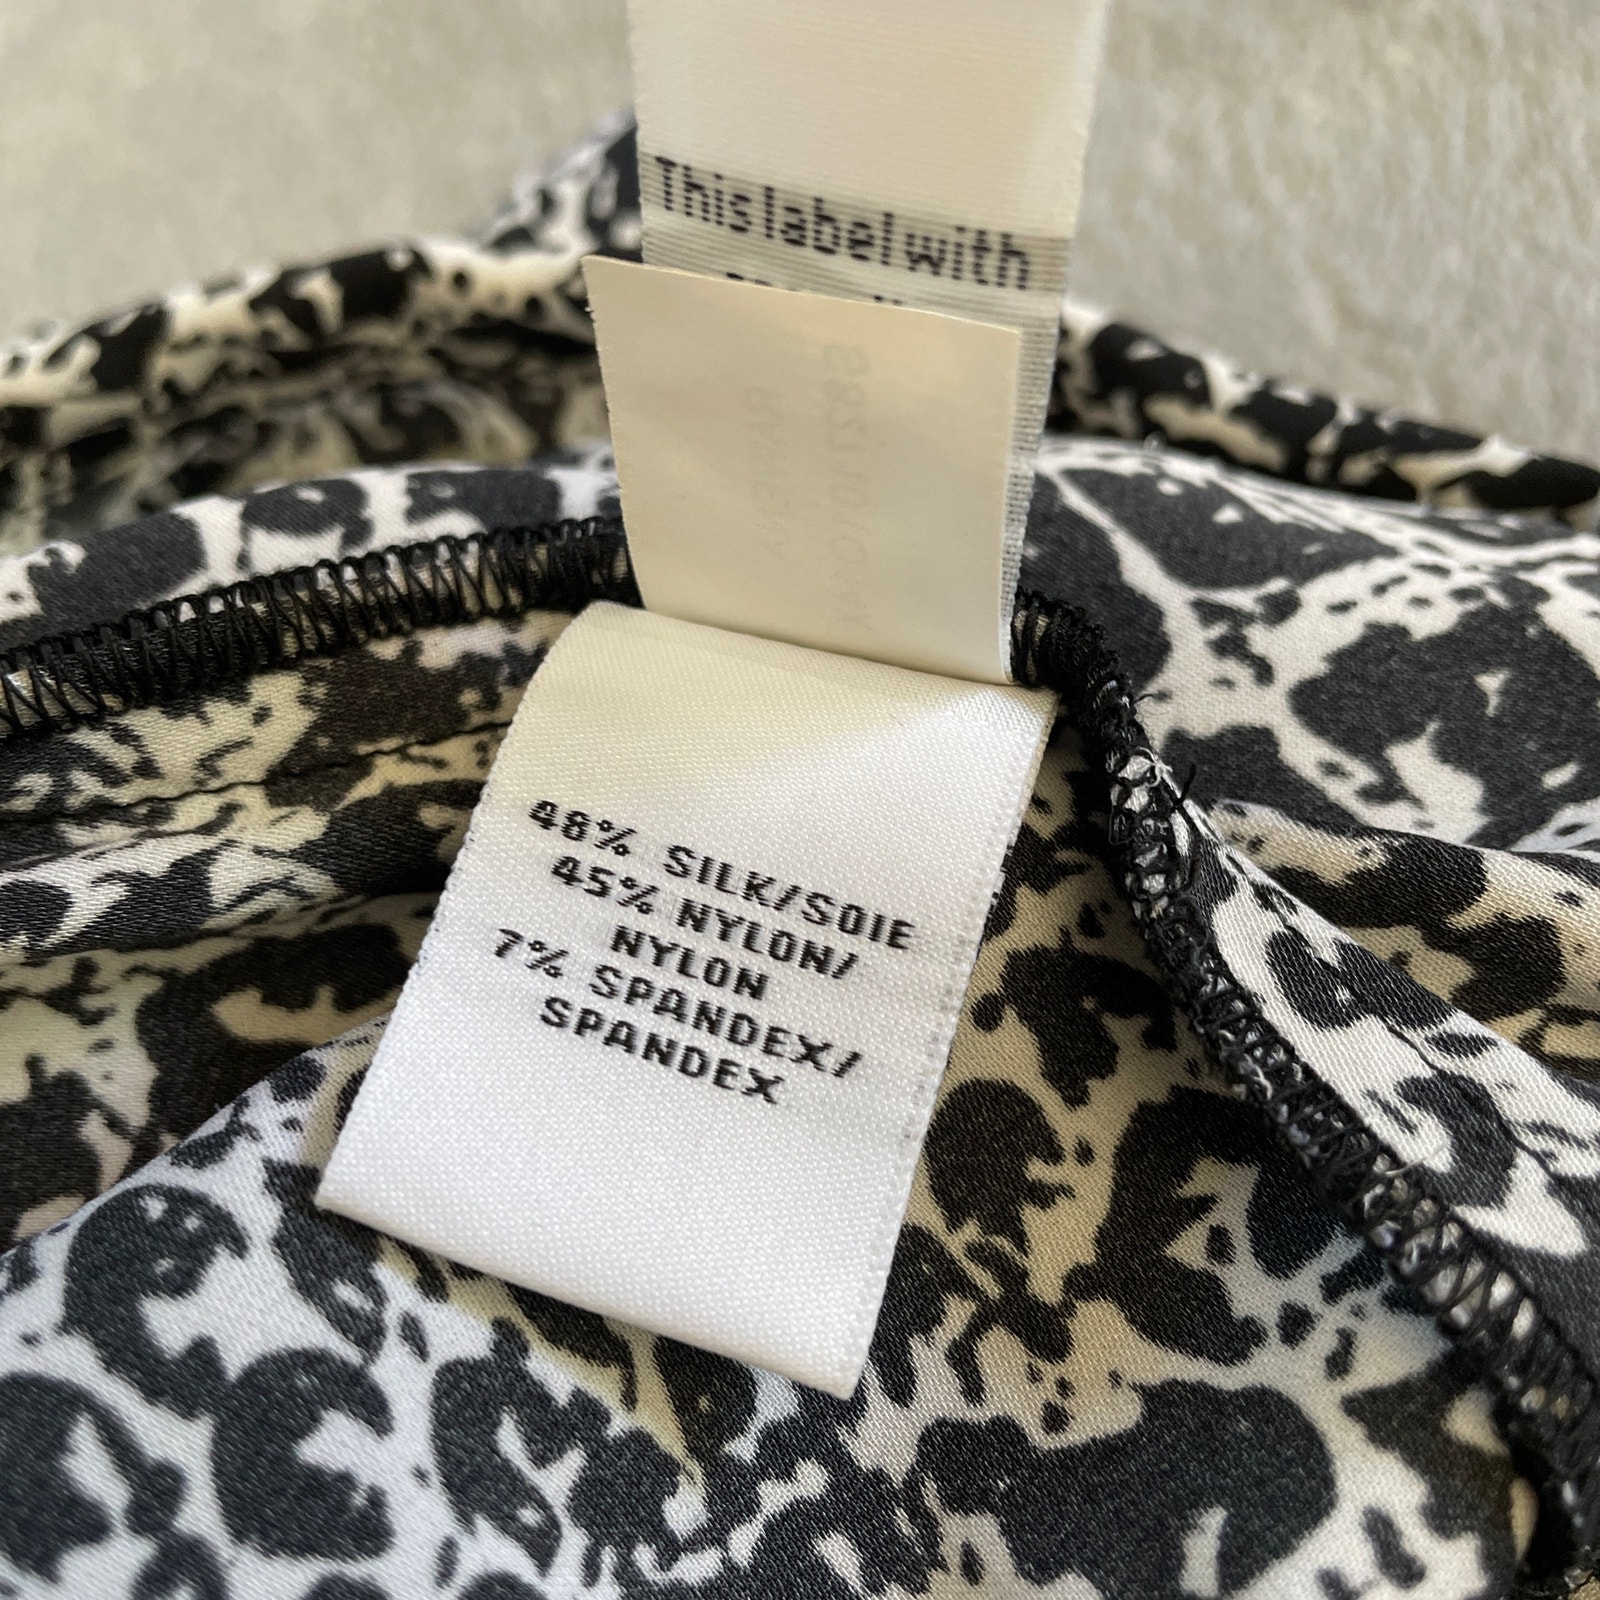 This label with
48% SILK/SOIE
45% NYLON/
NYLON
7% SPANDEX/
SPANDEX